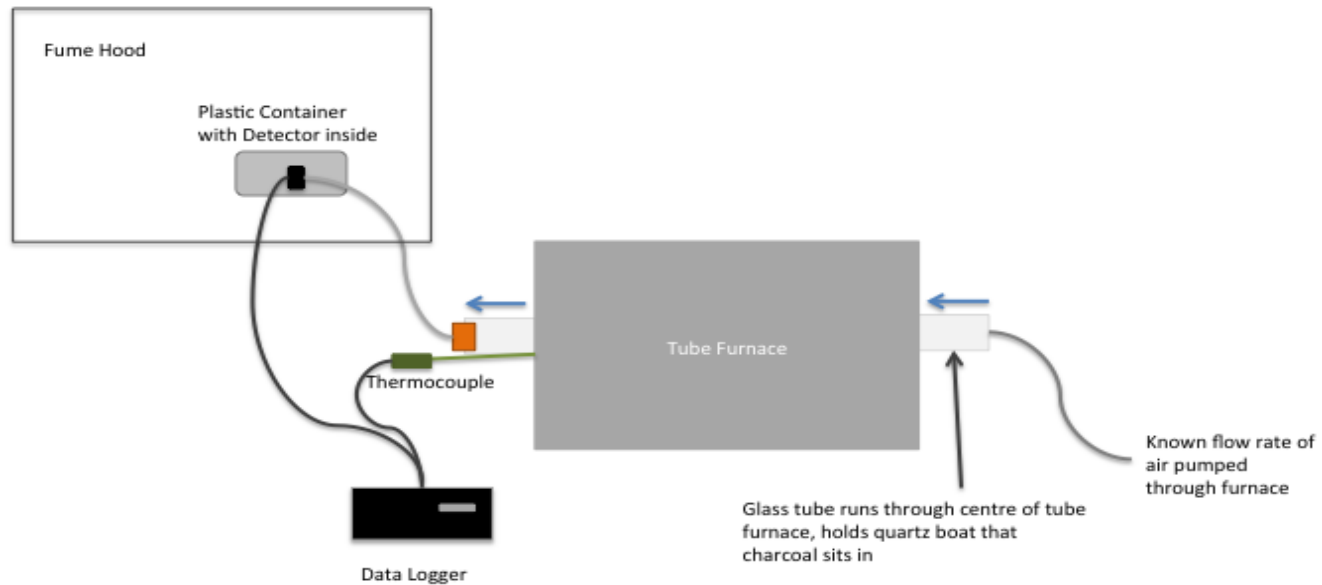 Fume Hood
Plastic Container
with Detector inside
Tube Furnace
Thermocouple
Known flow rate of
air pumped
through furnace
Glass tube runs through centre of tube
furnace, holds quartz boat that
charcoal sits in
Data Logger